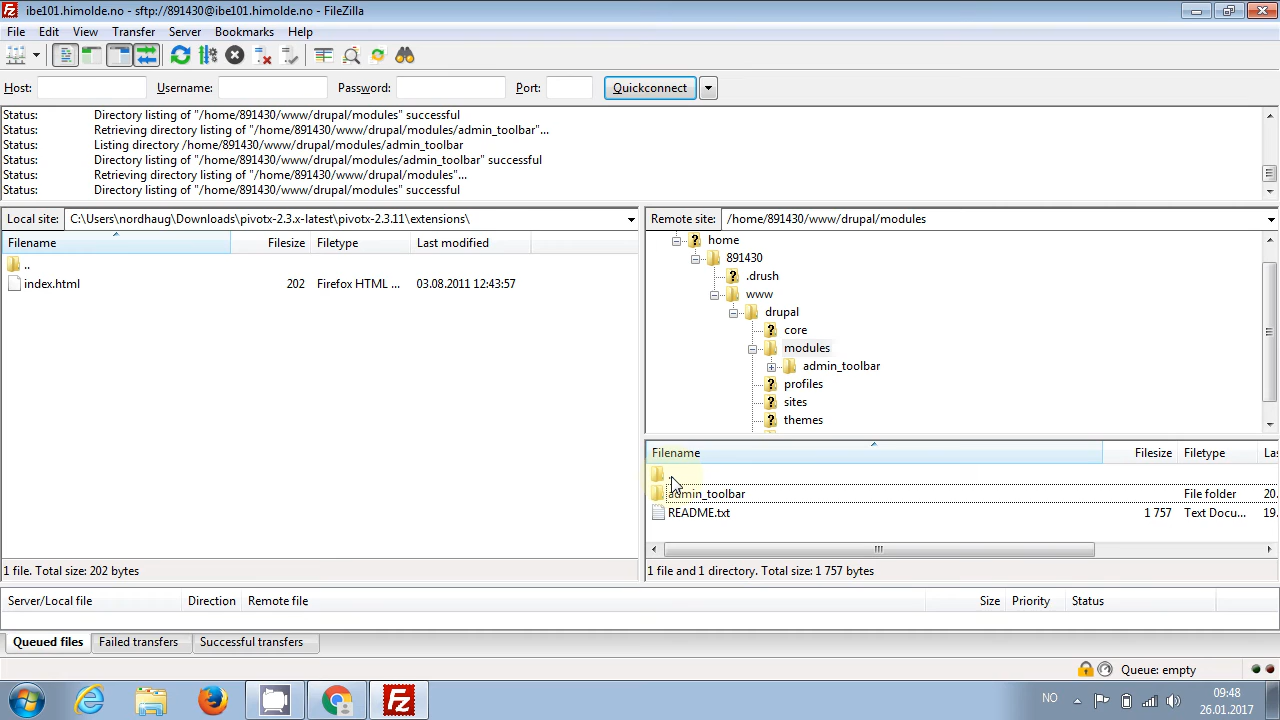 ibe101.himolde.no - sftp://891430@ibe101.himolde.no - FileZilla
File Edit View Transfer Server Bookmarks Help
Host: Username: Password: Port: Quickconnect
Status: Directory listing of "/home/891430/www/drupal/modules" successful
Status: Retrieving directory listing of "/home/891430/www/drupal/modules/admin_toolbar"...
Status: Listing directory /home/891430/www/drupal/modules/admin_toolbar
Status: Directory listing of "/home/891430/www/drupal/modules/admin_toolbar" successful
Status: Retrieving directory listing of "/home/891430/www/drupal/modules"...
Status: Directory listing of "/home/891430/www/drupal/modules" successful
Local site: C:\Users\nordhaug\Downloads\pivotx-2.3.x-latest\pivotx-2.3.11\extensions\
Filename Filesize Filetype Last modified
..
index.html 202 Firefox HTML ... 03.08.2011 12:43:57
1 file. Total size: 202 bytes
Remote site: /home/891430/www/drupal/modules
home
891430
.drush
www
drupal
core
modules
admin_toolbar
profiles
sites
themes
Filename Filesize Filetype Las
admin_toolbar File folder 20.
README.txt 1 757 Text Docu... 19.
1 file and 1 directory. Total size: 1 757 bytes
Server/Local file Direction Remote file Size Priority Status
Queued files Failed transfers Successful transfers
Queue: empty
NO 09:48
26.01.2017